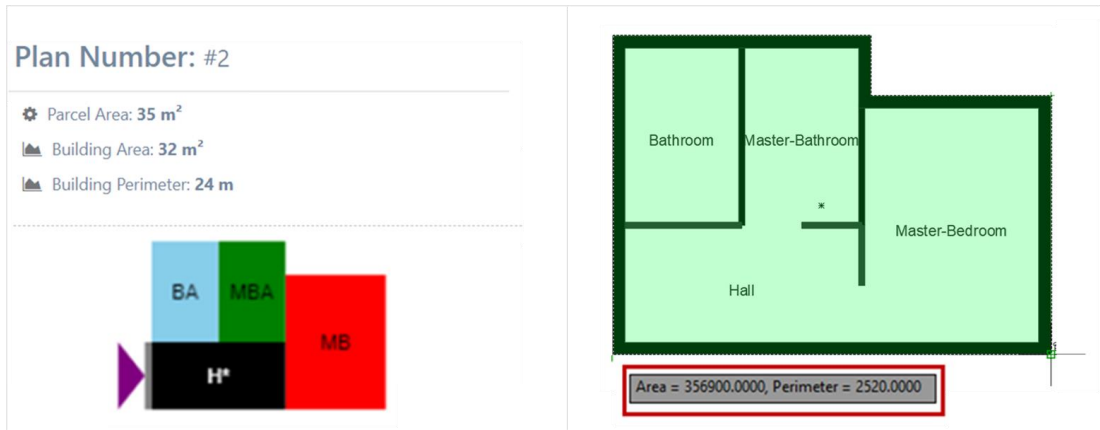 Plan Number: #2
Parcel Area: 35 m²
Building Area: 32 m²
Building Perimeter: 24 m
BA
MBA
MB
H*
Bathroom
Master-Bathroom
Master-Bedroom
Hall
Area = 356900.0000, Perimeter = 2520.0000